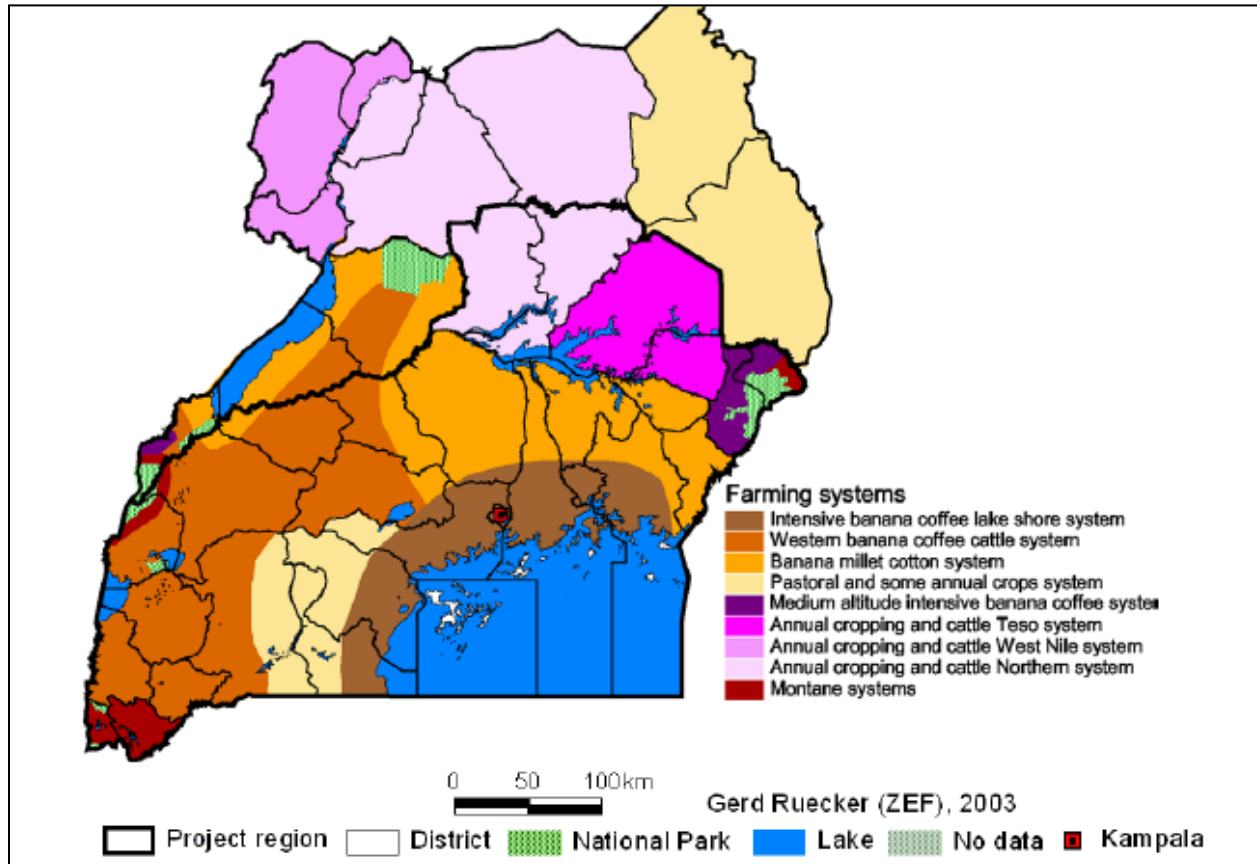 Farming systems
Intensive banana coffee lake shore system
Western banana coffee cattle system
Banana millet cotton system
Pastoral and some annual crops system
Medium altitude intensive banana coffee syster
Annual cropping and cattle Teso system
Annual cropping and cattle West Nile system
Annual cropping and cattle Northern system
Montane systems
0 50 100km
Gerd Ruecker (ZEF), 2003
Project region District National Park Lake No data Kampala